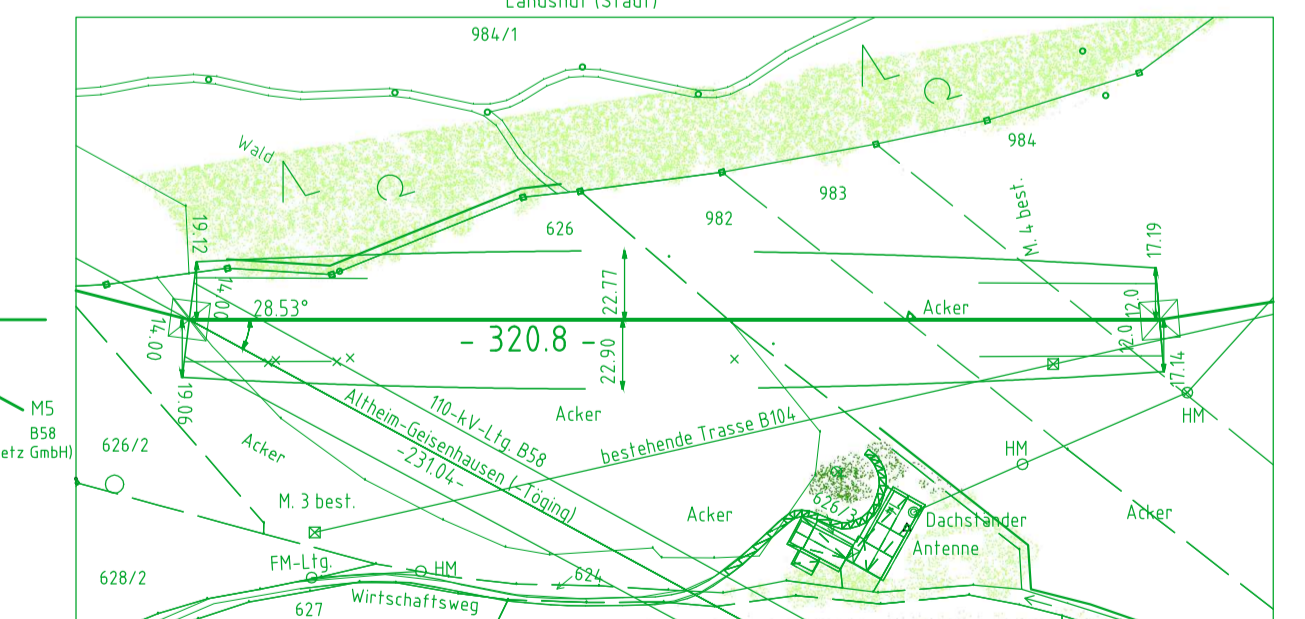 Landshut (Stadt)
984/1
Wald
984
983
982
626
M. 4 best.
19.12
14.00
28.53°
22.77
17.19
12.0
Acker
- 320.8 -
14.00
22.90
12.0
17.14
19.06
M5
B58
etz GmbH)
626/2
Acker
Acker
110-kV-Ltg. B58
Altheim-Geisenhausen (-Töging)
-231.04-
bestehende Trasse B104
HM
HM
M. 3 best.
Acker
626/3
Dachständer
Antenne
Acker
FM-Ltg.
HM
624
628/2
627
Wirtschaftsweg